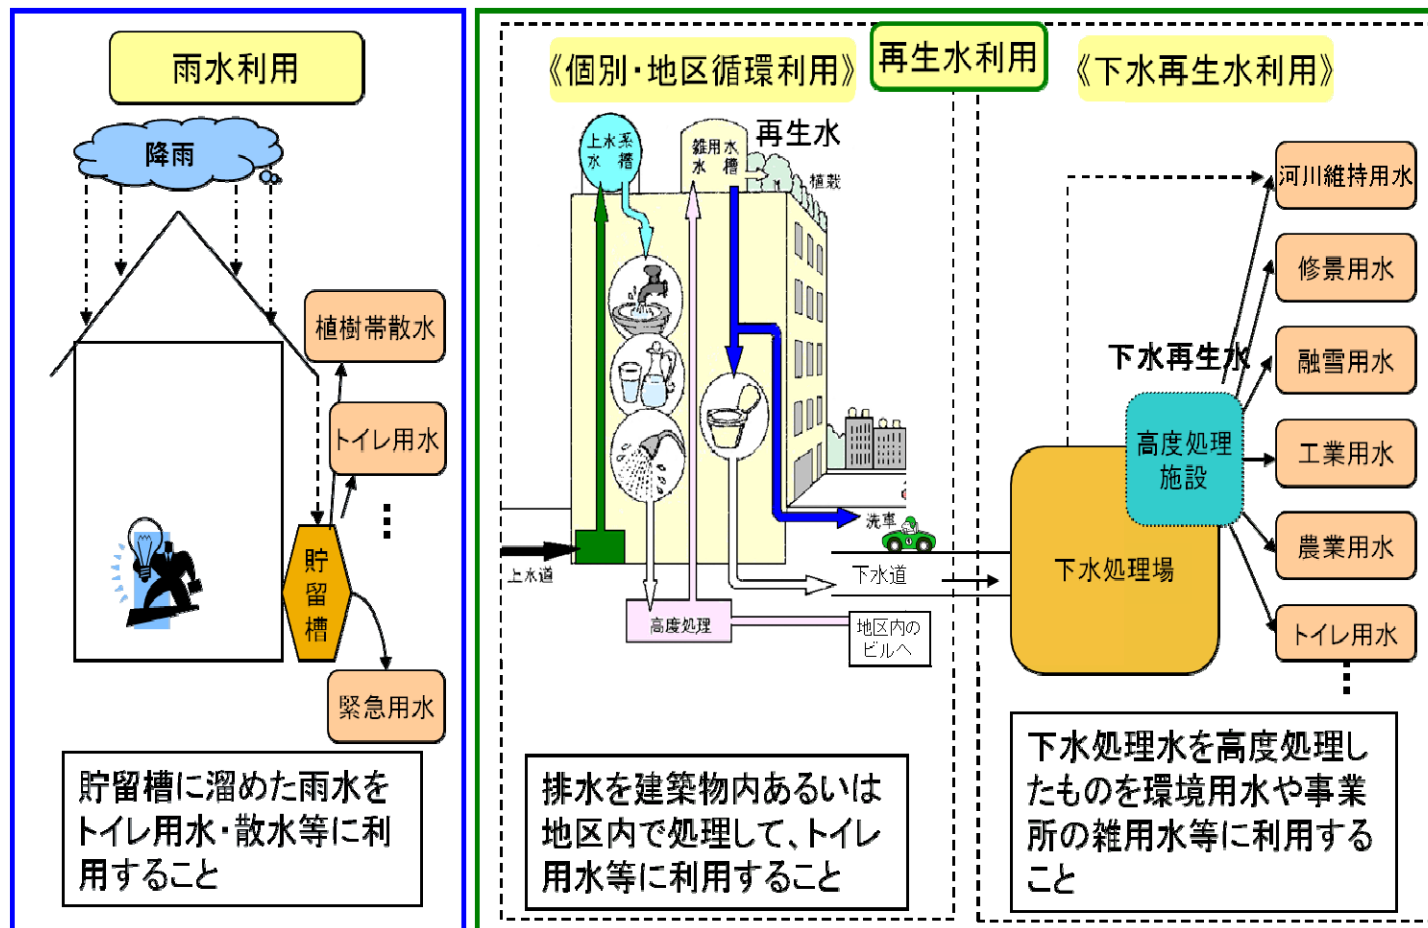 雨水利用
降雨
植樹帯散水
トイレ用水
貯
留
槽
緊急用水
貯留槽に溜めた雨水を
トイレ用水・散水等に利
用すること
再生水利用
《個別・地区循環利用》
上水系
水　槽
雑用水
水　槽
再生水
植栽
洗車
上水道
下水道
高度処理
地区内の
ビルへ
排水を建築物内あるいは
地区内で処理して、トイレ
用水等に利用すること
《下水再生水利用》
河川維持用水
修景用水
融雪用水
下水再生水
高度処理
施設
工業用水
農業用水
下水処理場
トイレ用水
下水処理水を高度処理し
たものを環境用水や事業
所の雑用水等に利用する
こと